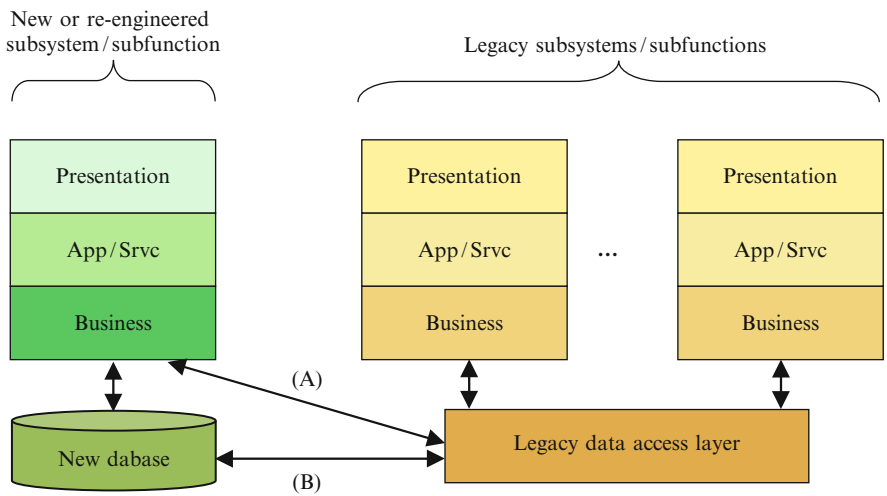 New or re-engineered
subsystem/subfunction
Legacy subsystems/subfunctions
Presentation
App/Srvc
Business
Presentation
App/Srvc
Business
...
Presentation
App/Srvc
Business
(A)
(B)
New dabase
Legacy data access layer